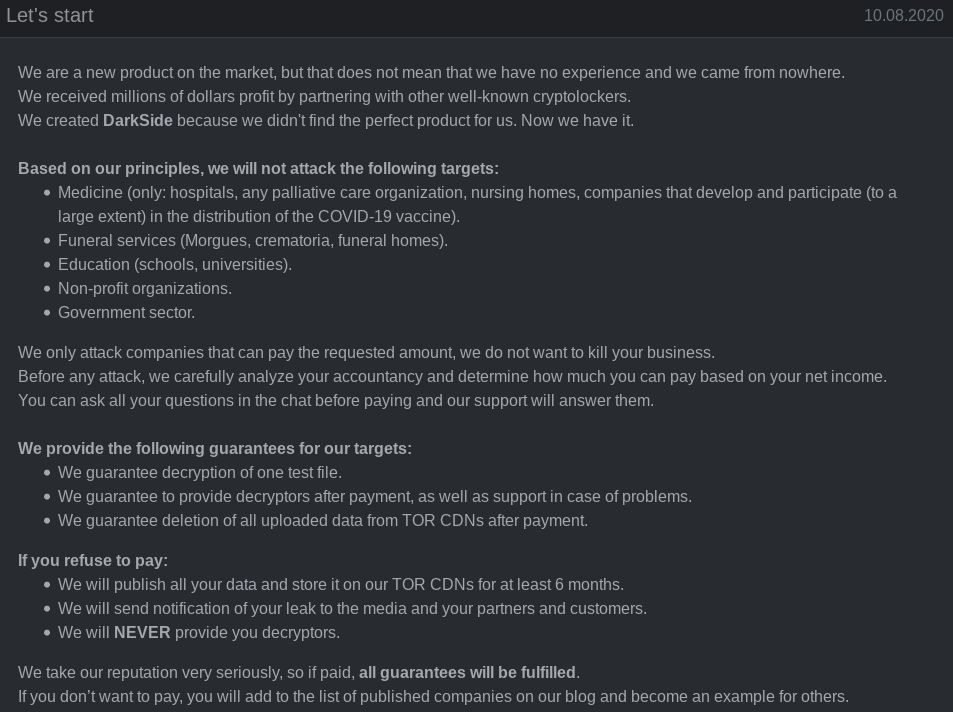 Let's start
10.08.2020
We are a new product on the market, but that does not mean that we have no experience and we came from nowhere.
We received millions of dollars profit by partnering with other well-known cryptolockers.
We created DarkSide because we didn't find the perfect product for us. Now we have it.
Based on our principles, we will not attack the following targets:
Medicine (only: hospitals, any palliative care organization, nursing homes, companies that develop and participate (to a
large extent) in the distribution of the COVID-19 vaccine).
Funeral services (Morgues, crematoria, funeral homes).
Education (schools, universities).
Non-profit organizations.
Government sector.
We only attack companies that can pay the requested amount, we do not want to kill your business.
Before any attack, we carefully analyze your accountancy and determine how much you can pay based on your net income.
You can ask all your questions in the chat before paying and our support will answer them.
We provide the following guarantees for our targets:
We guarantee decryption of one test file.
We guarantee to provide decryptors after payment, as well as support in case of problems.
We guarantee deletion of all uploaded data from TOR CDNs after payment.
If you refuse to pay:
We will publish all your data and store it on our TOR CDNs for at least 6 months.
We will send notification of your leak to the media and your partners and customers.
We will NEVER provide you decryptors.
We take our reputation very seriously, so if paid, all guarantees will be fulfilled.
If you don’t want to pay, you will add to the list of published companies on our blog and become an example for others.